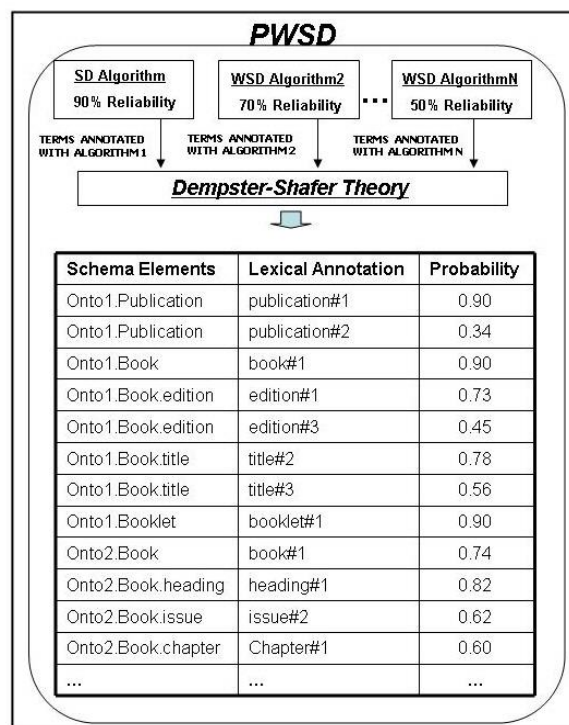 PWSD
SD Algorithm WSD Algorithm2 WSD AlgorithmN
90% Reliability 70% Reliability ... 50% Reliability
TERMS ANNOTATED WITH ALGORITHM1
TERMS ANNOTATED WITH ALGORITHM2
TERMS ANNOTATED WITH ALGORITHM N
Dempster-Shafer Theory
Schema Elements Lexical Annotation Probability
Onto1.Publication publication#1 0.90
Onto1.Publication publication#2 0.34
Onto1.Book book#1 0.90
Onto1.Book.edition edition#1 0.73
Onto1.Book.edition edition#3 0.45
Onto1.Book.title title#2 0.78
Onto1.Book.title title#3 0.56
Onto1.Booklet booklet#1 0.90
Onto2.Book book#1 0.74
Onto2.Book.heading heading#1 0.82
Onto2.Book.issue issue#2 0.62
Onto2.Book.chapter Chapter#1 0.60
... ... ...